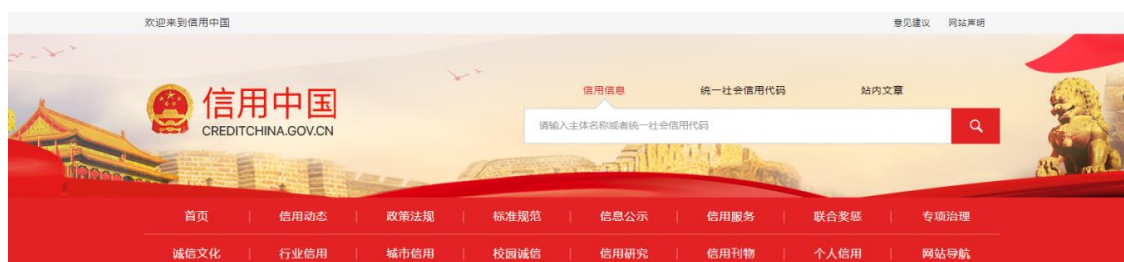 欢迎来到信用中国 意见建议 网站声明
信用信息 统一社会信用代码 站内文章
信用中国
CREDITCHINA.GOV.CN
请输入主体名称或者统一社会信用代码
首页 信用动态 政策法规 标准规范 信息公示 信用服务 联合奖惩 专项治理
诚信文化 行业信用 城市信用 校园诚信 信用研究 信用刊物 个人信用 网站导航